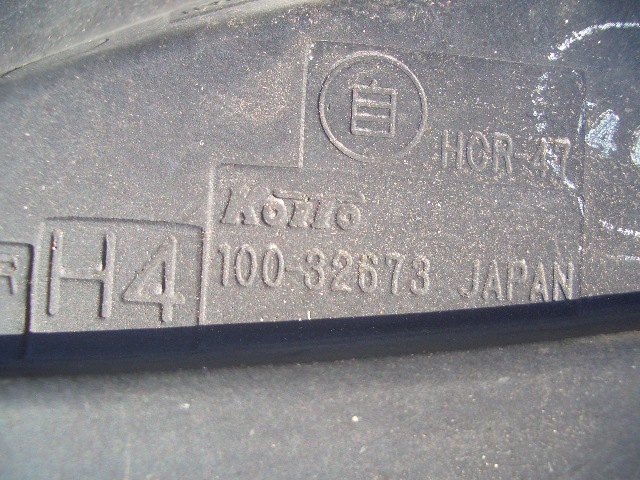 自
HCR-47
KOITO
R H4 100-32673 JAPAN